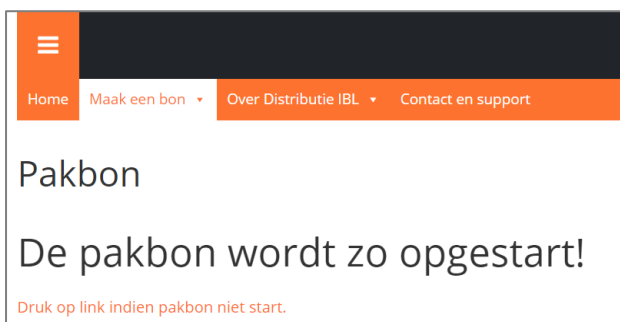 Home Maak een bon Over Distributie IBL Contact en support
Pakbon
De pakbon wordt zo opgestart!
Druk op link indien pakbon niet start.